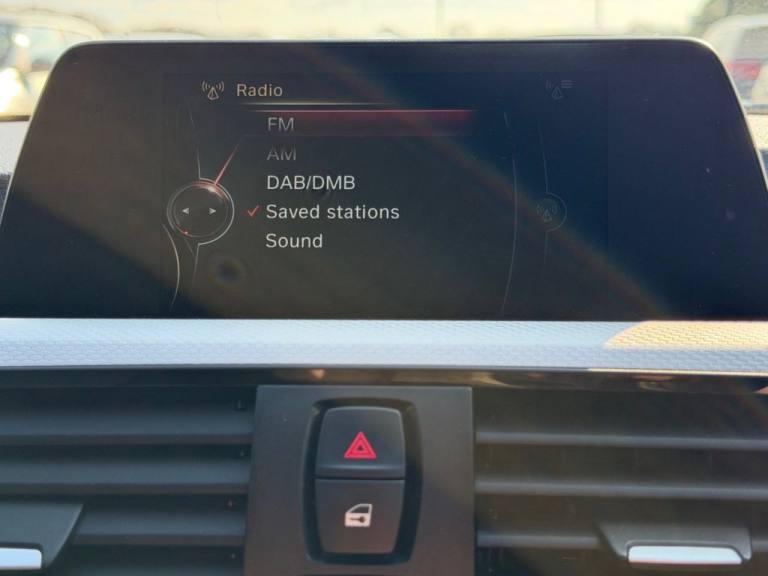 Radio
FM
AM
DAB/DMB
Saved stations
Sound